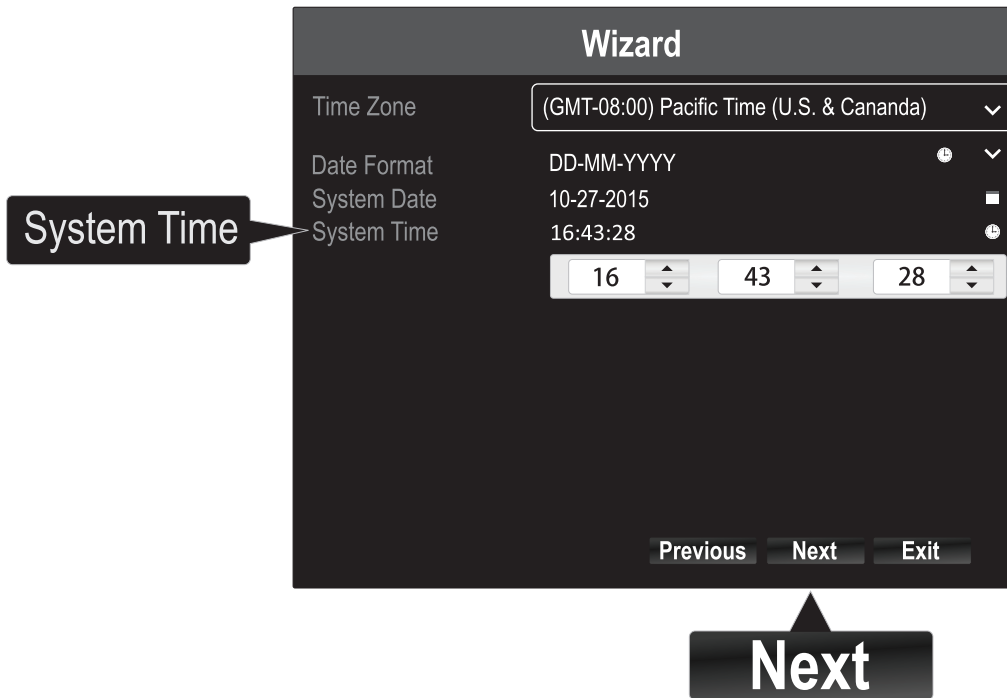 Wizard
Time Zone (GMT-08:00) Pacific Time (U.S. & Cananda)
Date Format DD-MM-YYYY
System Date 10-27-2015
System Time System Time 16:43:28
16 43 28
Previous Next Exit
Next